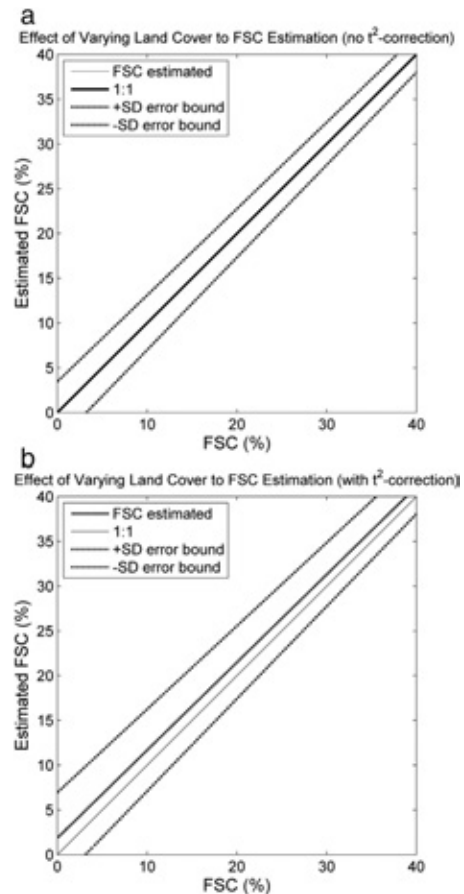 a
Effect of Varying Land Cover to FSC Estimation (no t²-correction)
FSC estimated
1:1
+SD error bound
-SD error bound
40
35
30
25
20
15
10
5
0
Estimated FSC (%)
0 10 20 30 40
FSC (%)
b
Effect of Varying Land Cover to FSC Estimation (with t²-correction)
FSC estimated
1:1
+SD error bound
-SD error bound
40
35
30
25
20
15
10
5
0
Estimated FSC (%)
0 10 20 30 40
FSC (%)